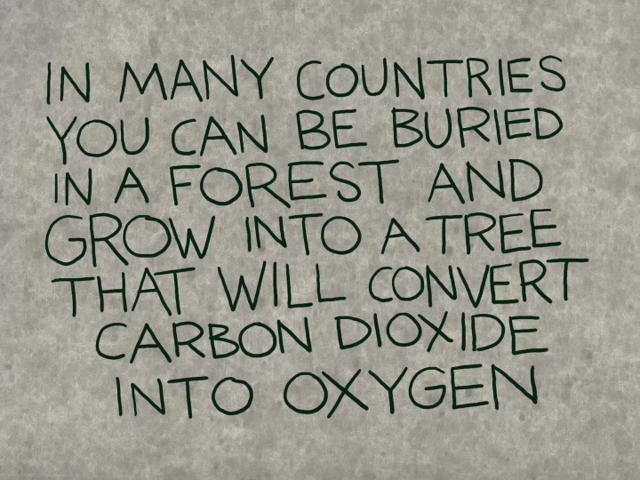 IN MANY COUNTRIES
YOU CAN BE BURIED
IN A FOREST AND
GROW INTO A TREE
THAT WILL CONVERT
CARBON DIOXIDE
INTO OXYGEN